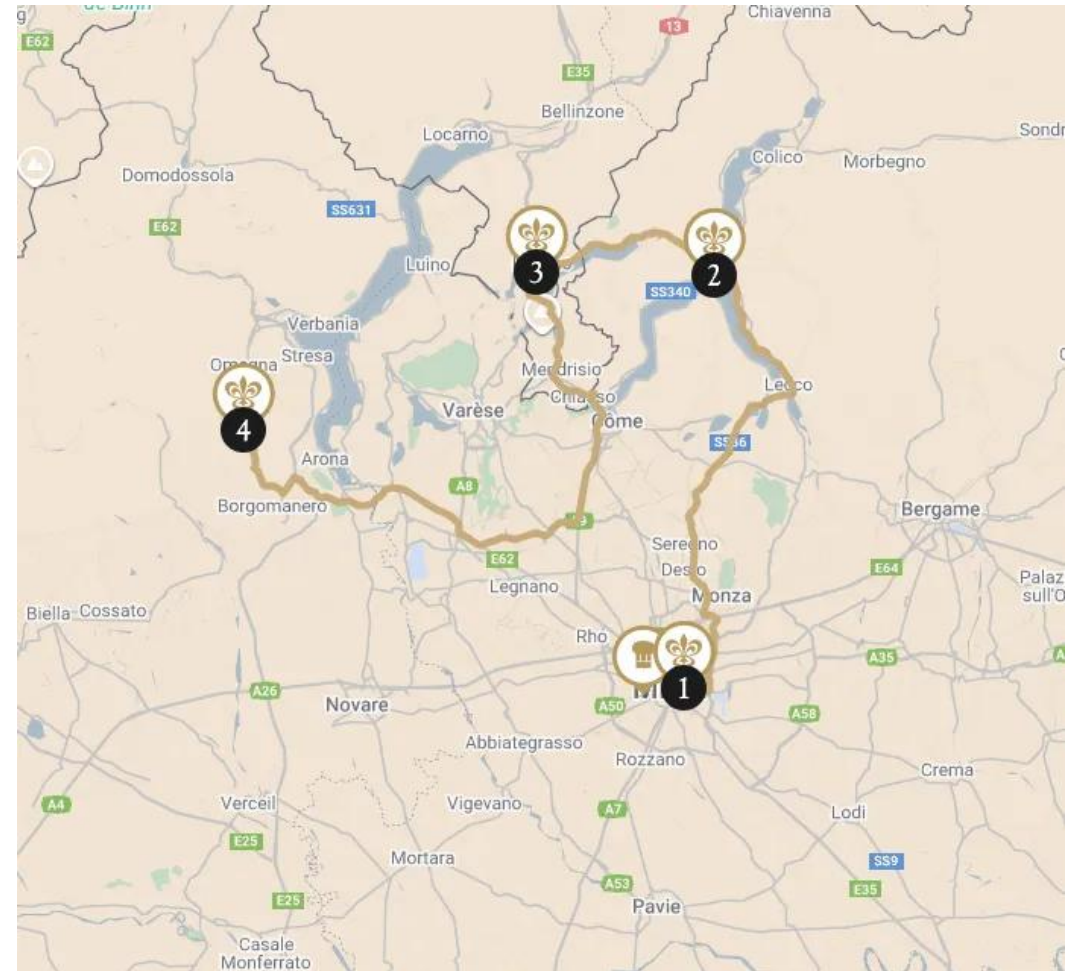 de Binn
g
E62
13
Chiavenna
E35
Bellinzone
Locarno
Sondr
Colico
Morbegno
Domodossola
SS631
E62
Luino
3
2
SS340
Verbania
Stresa
Omegna
Mendrisio
Chiasso
Lecco
Varèse
Côme
4
SS36
Arona
A8
Borgomanero
A9
Bergame
Seregno
E62
Desio
E64
Legnano
Monza
Palaz
sull'O
Biella
Cossato
Rhó
A35
A
A26
Novare
A50
1
A58
Abbiategrasso
Rozzano
Crema
A4
Verceil
Vigevano
A7
Lodi
E25
Mortara
SS9
A53
E35
E25
Pavie
Casale
Monferrato